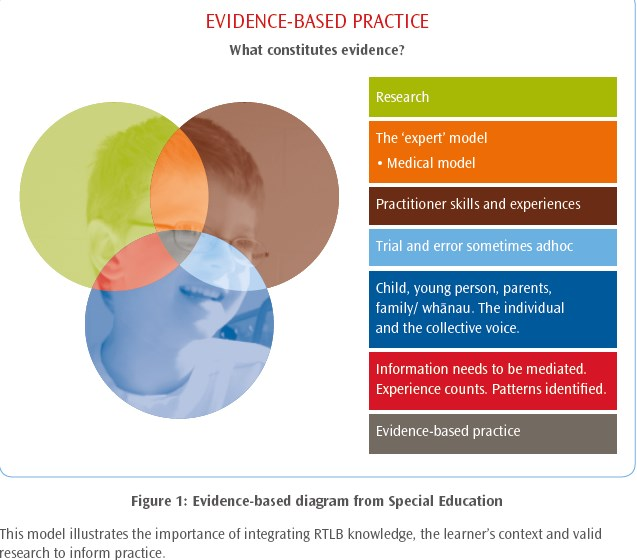 EVIDENCE-BASED PRACTICE
What constitutes evidence?
Research
The ‘expert’ model
• Medical model
Practitioner skills and experiences
Trial and error sometimes adhoc
Child, young person, parents,
family/ whānau. The individual
and the collective voice.
Information needs to be mediated.
Experience counts. Patterns identified.
Evidence-based practice
Figure 1: Evidence-based diagram from Special Education
This model illustrates the importance of integrating RTLB knowledge, the learner’s context and valid
research to inform practice.